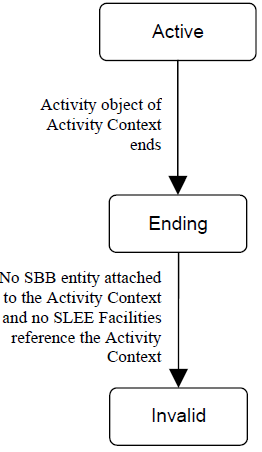 Active
Activity object of
Activity Context
ends
Ending
No SBB entity attached
to the Activity Context
and no SLEE Facilities
reference the Activity
Context
Invalid